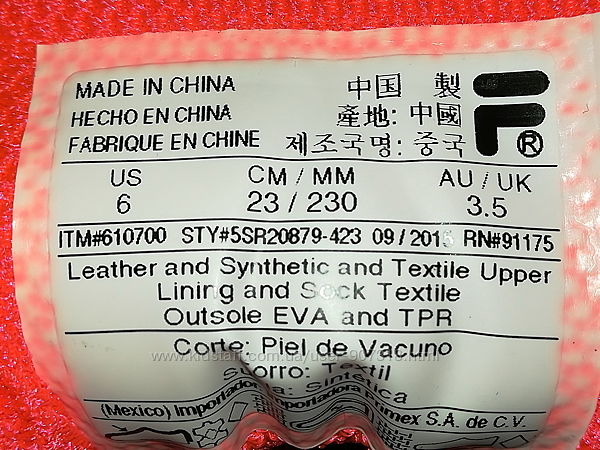 MADE IN CHINA 中国 製
HECHO EN CHINA 產地: 中國
FABRIQUE EN CHINE 제조국명: 중국
®
US CM / MM AU / UK
6 23 / 230 3.5
ITM#610700 STY#5SR20879-423 09 / 2015 RN#91175
Leather and Synthetic and Textile Upper
Lining and Sock Textile
Outsole EVA and TPR
Corte: Piel de Vacuno
Textil
Sintética
(Mexico) Importadora S.A. de C.V.